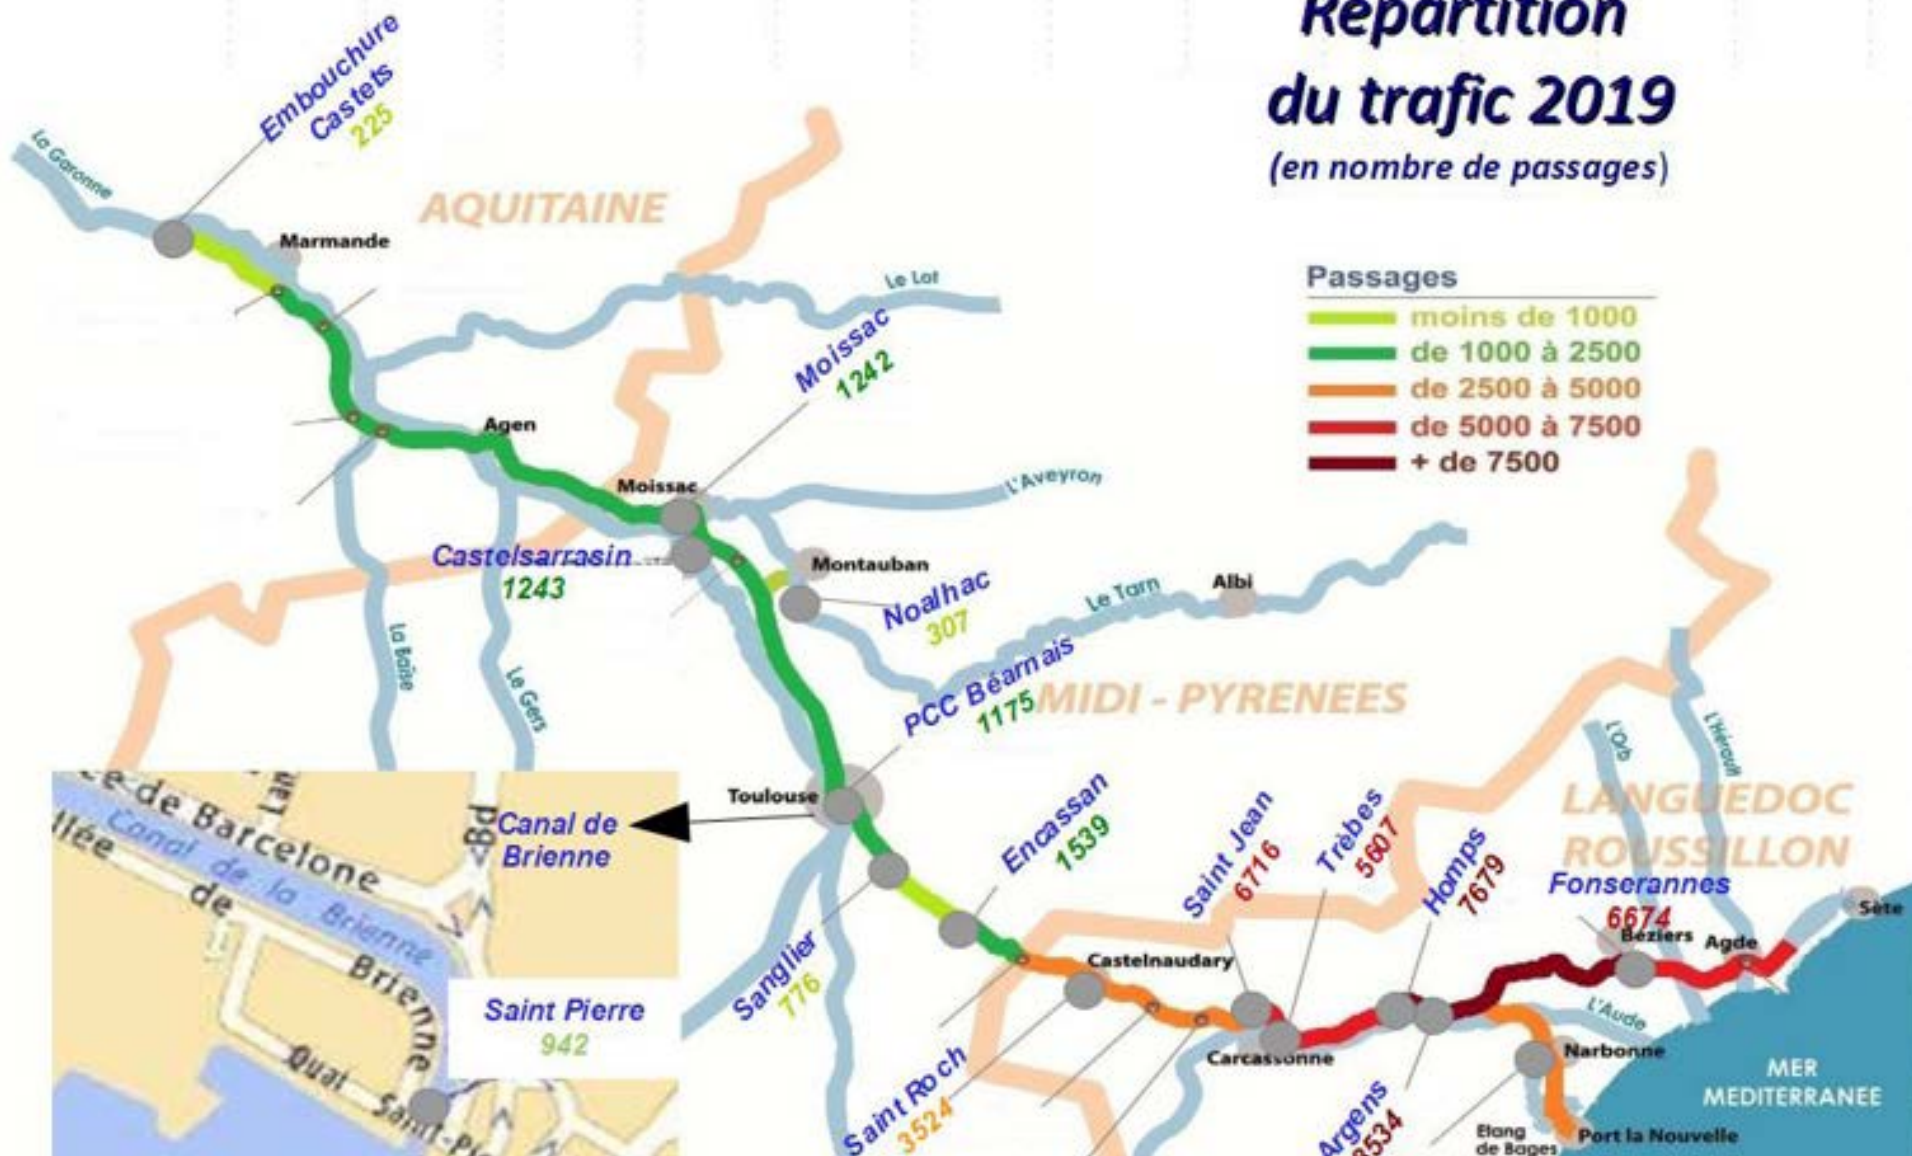 Répartition
du trafic 2019
(en nombre de passages)
Embouchure
Castets
225
La Garonne
AQUITAINE
Marmande
Le Lot
Passages
moins de 1000
de 1000 à 2500
de 2500 à 5000
de 5000 à 7500
+ de 7500
Moissac
1242
Agen
Moissac
L'Aveyron
Castelsarrasin
1243
Montauban
Noalhac
307
Le Tarn
Albi
La Baïse
Le Gers
PCC Béarnais
1175
MIDI - PYRENEES
L'Orb
L'Hérault
Toulouse
Canal de
Brienne
Encassan
1539
Saint Jean
6716
Trèbes
5607
Homps
7679
LANGUEDOC
ROUSSILLON
Fonserannes
6674
Béziers
Agde
Sète
Sanglier
776
Castelnaudary
Carcassonne
L'Aude
Narbonne
MER
MEDITERRANEE
Saint Roch
3524
Argens
Etang
de Bages
Port la Nouvelle
de Barcelone
Canal de la Brienne
llée
de
Brienne
Saint Pierre
942
Quai
Saint-Pie